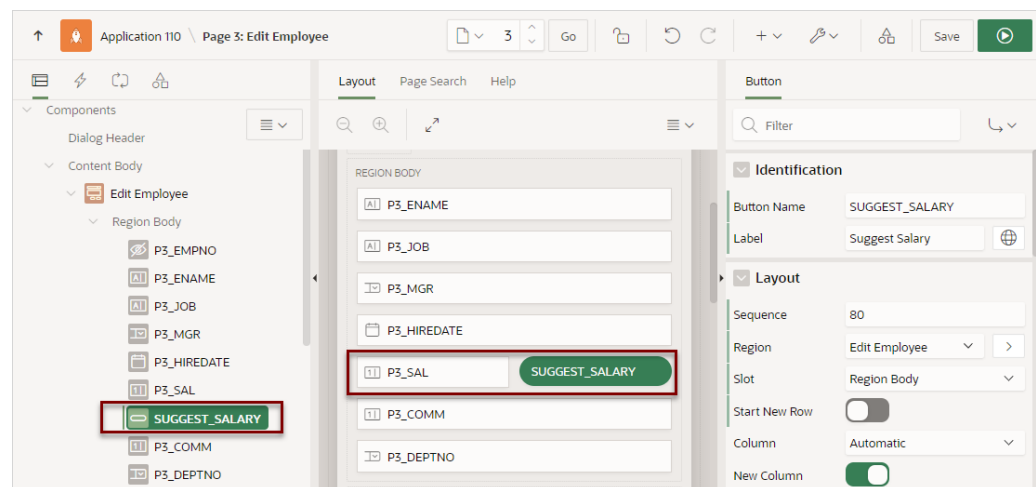 Application 110 \ Page 3: Edit Employee
3
Go
Save
Components
Dialog Header
Content Body
Edit Employee
Region Body
P3_EMPNO
P3_ENAME
P3_JOB
P3_MGR
P3_HIREDATE
P3_SAL
SUGGEST_SALARY
P3_COMM
P3_DEPTNO
Layout Page Search Help
REGION BODY
P3_ENAME
P3_JOB
P3_MGR
P3_HIREDATE
P3_SAL SUGGEST_SALARY
P3_COMM
P3_DEPTNO
Button
Filter
Identification
Button Name SUGGEST_SALARY
Label Suggest Salary
Layout
Sequence 80
Region Edit Employee
Slot Region Body
Start New Row
Column Automatic
New Column